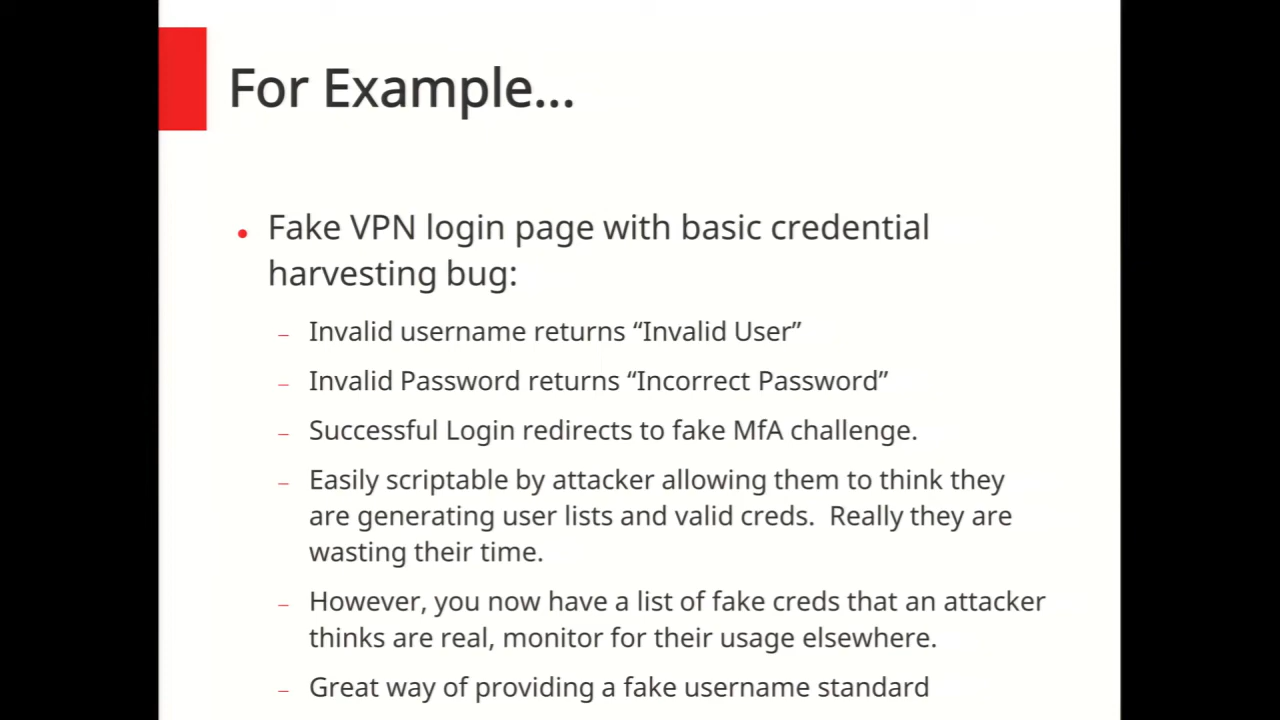 For Example...
Fake VPN login page with basic credential
harvesting bug:
Invalid username returns “Invalid User”
Invalid Password returns “Incorrect Password”
Successful Login redirects to fake MfA challenge.
Easily scriptable by attacker allowing them to think they
are generating user lists and valid creds.  Really they are
wasting their time.
However, you now have a list of fake creds that an attacker
thinks are real, monitor for their usage elsewhere.
Great way of providing a fake username standard